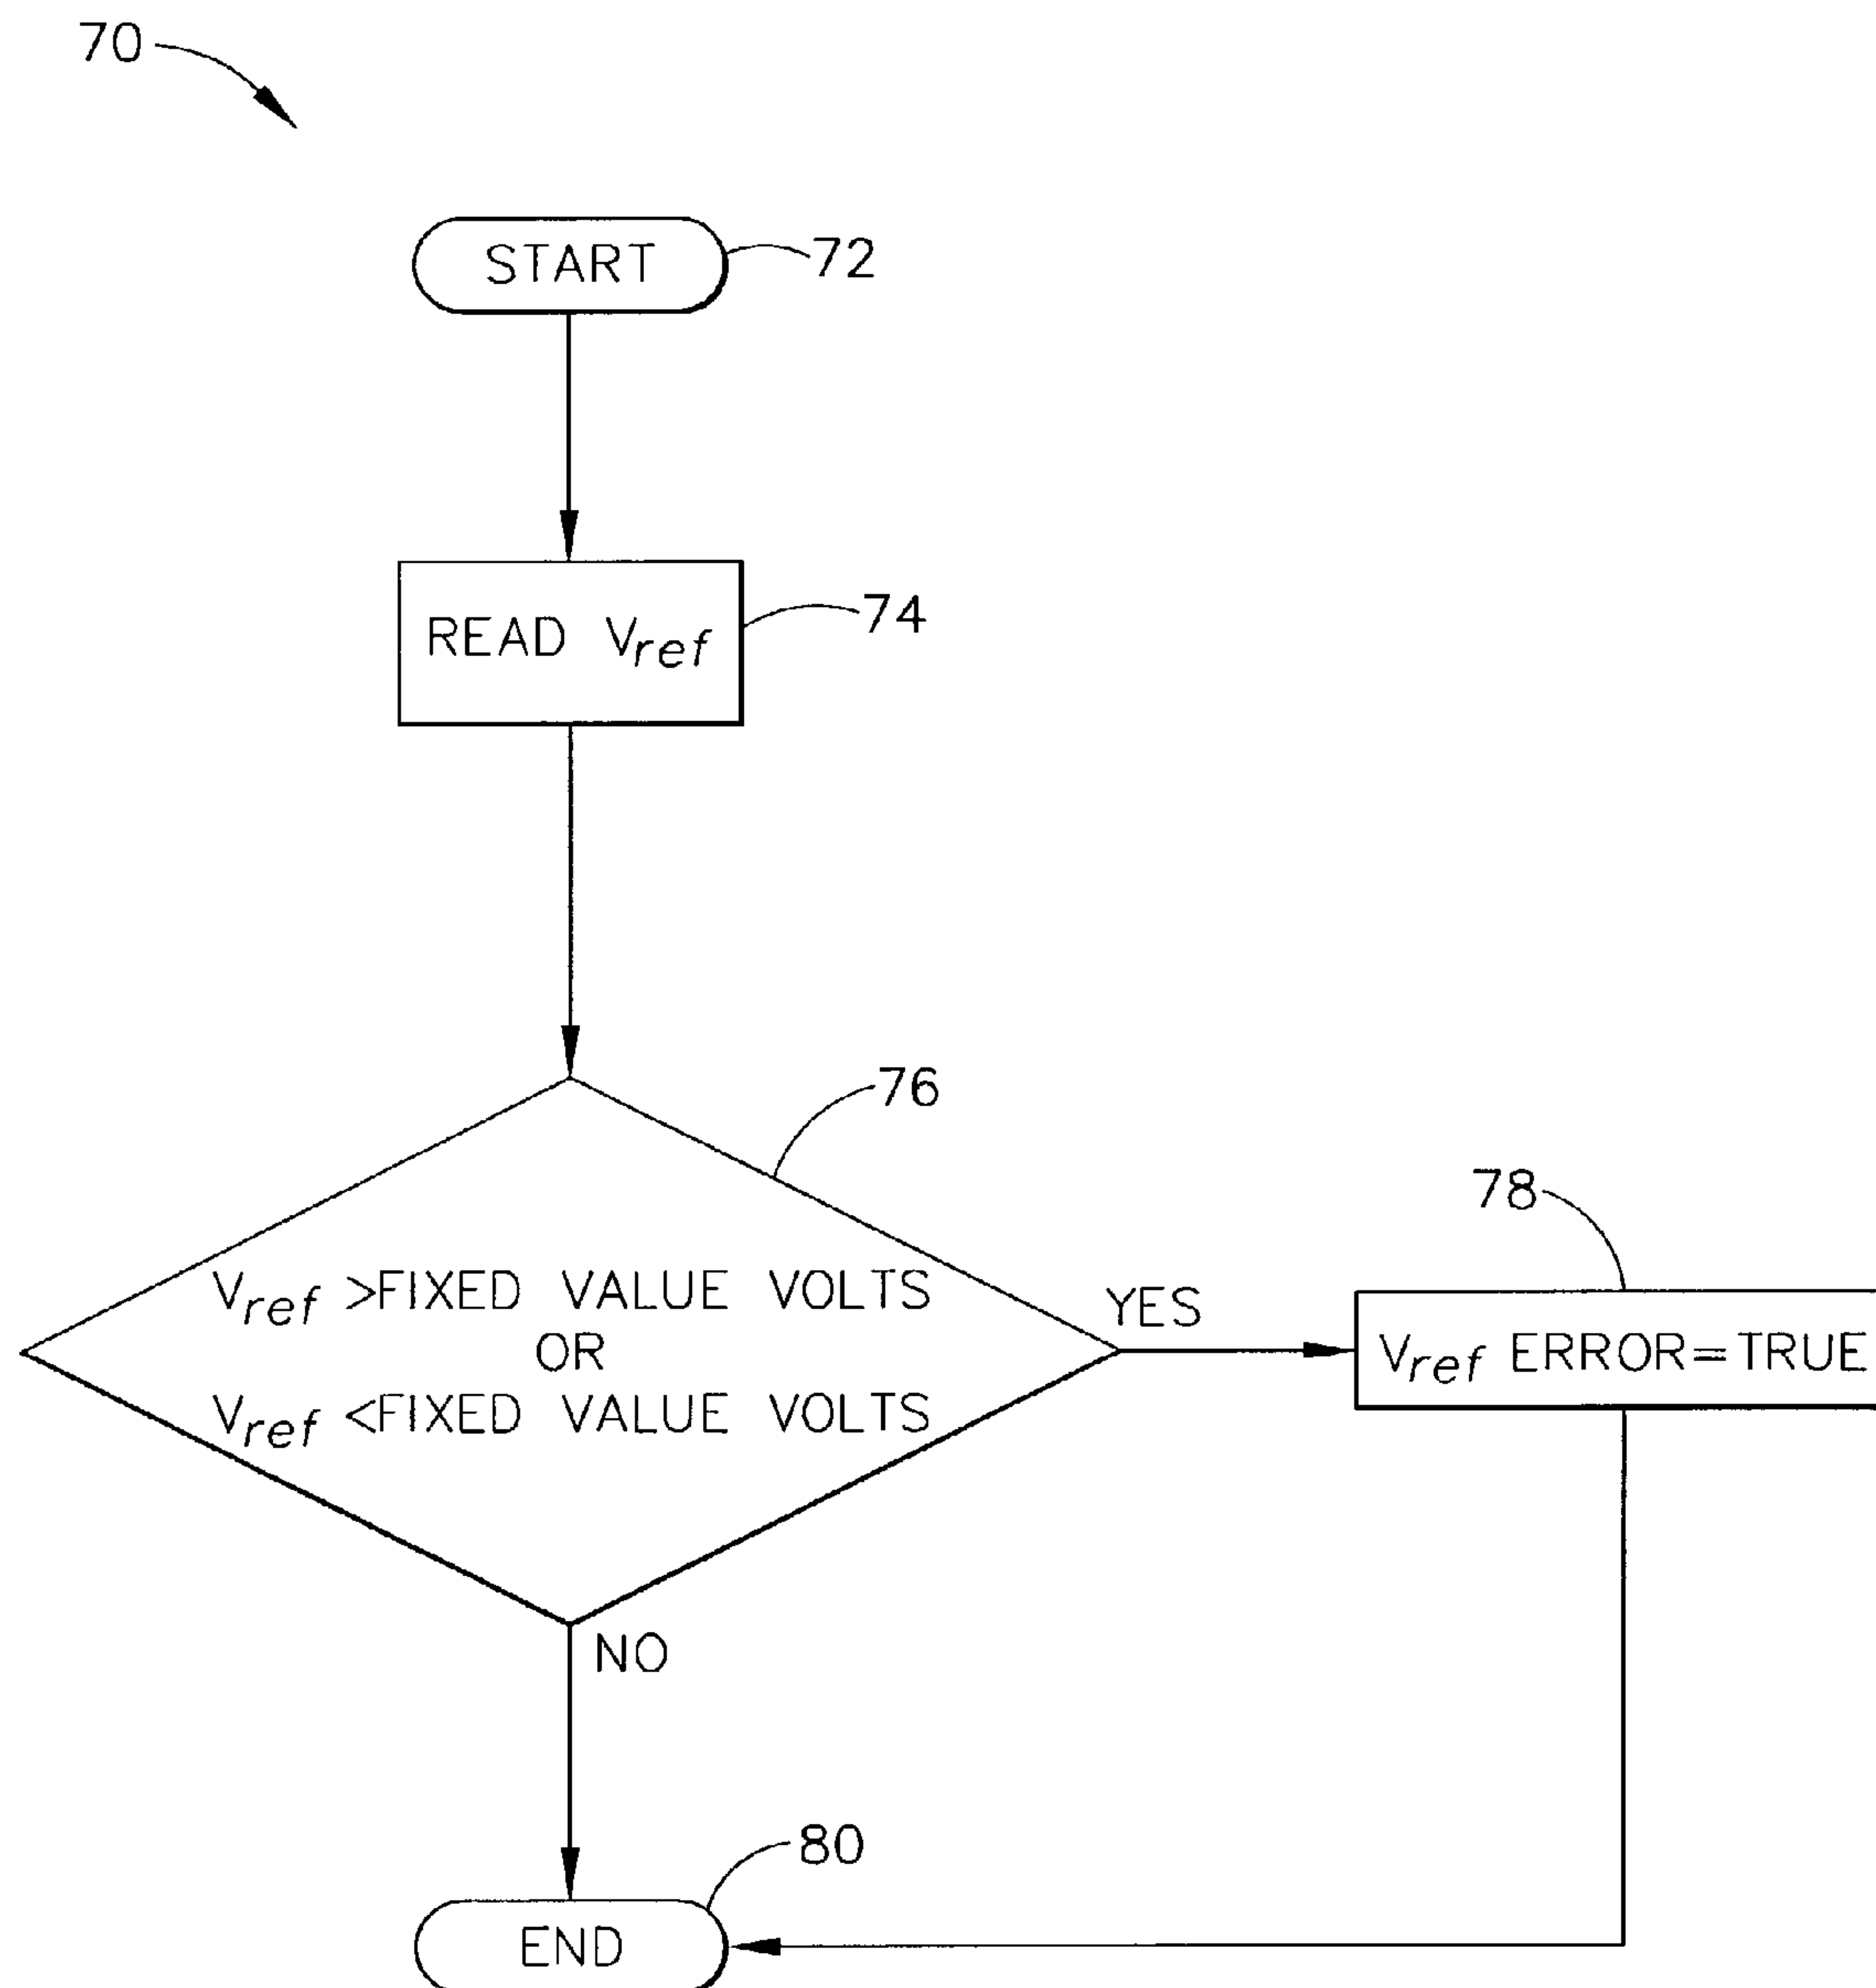 70
START
72
READ Vref
74
76
Vref >FIXED VALUE VOLTS
OR
Vref <FIXED VALUE VOLTS
YES
78
Vref ERROR=TRUE
NO
80
END